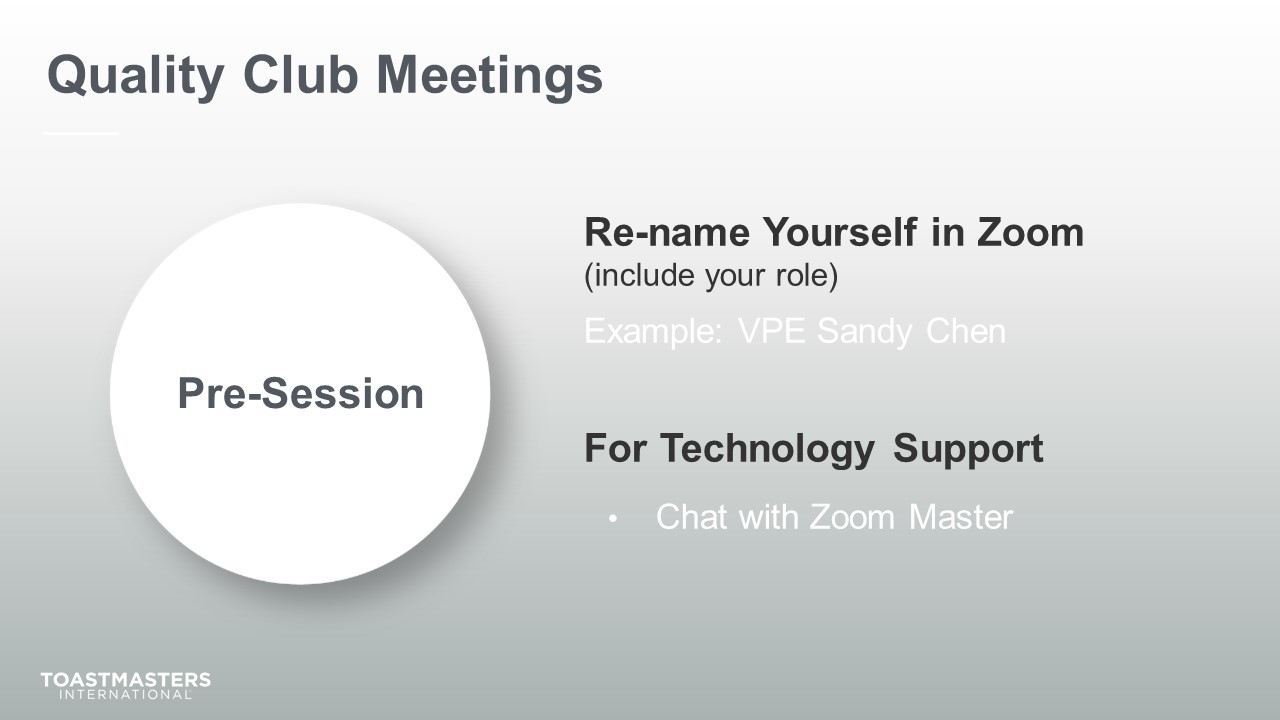 Quality Club Meetings
Pre-Session
Re-name Yourself in Zoom
(include your role)
Example: VPE Sandy Chen
For Technology Support
• Chat with Zoom Master
TOASTMASTERS
INTERNATIONAL